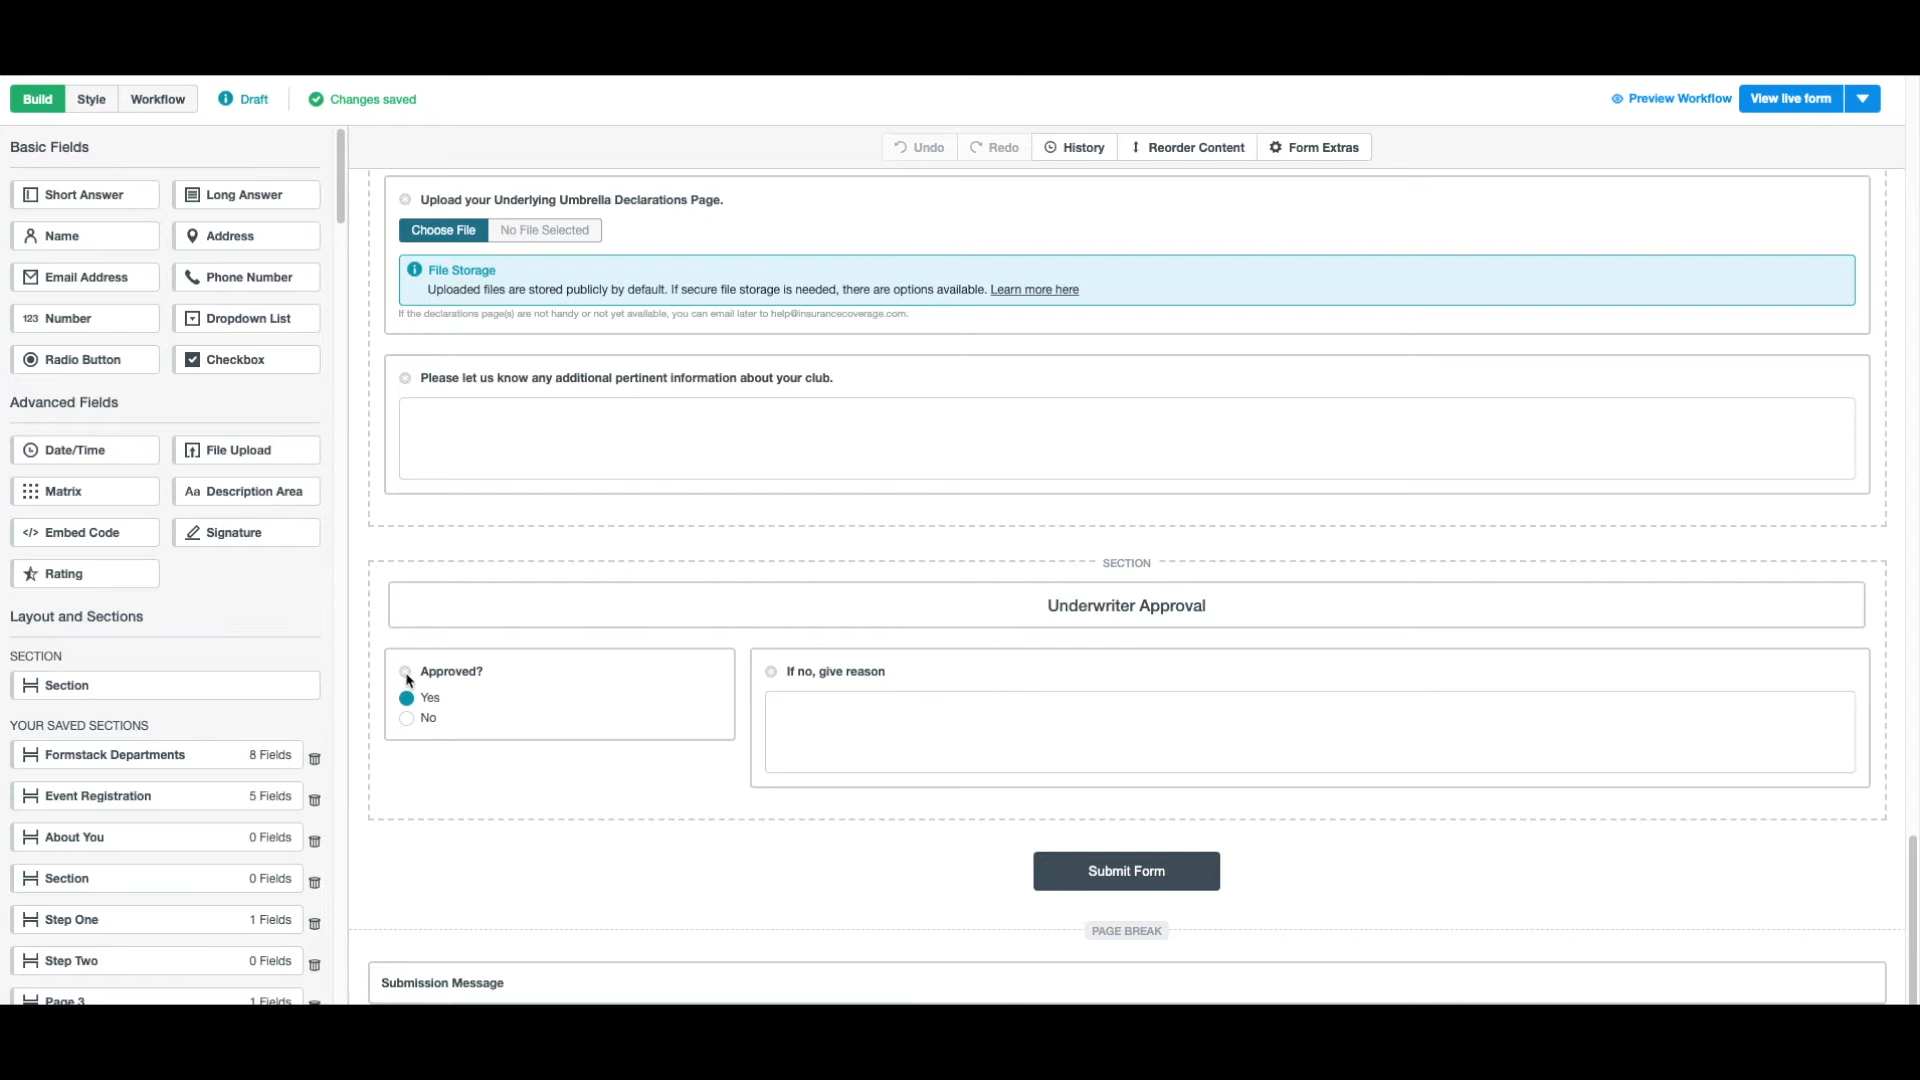 Build
Style
Workflow
Draft
Changes saved
Preview Workflow
View live form
Basic Fields
Short Answer
Long Answer
Name
Address
Email Address
Phone Number
123 Number
Dropdown List
Radio Button
Checkbox
Advanced Fields
Date/Time
File Upload
Matrix
Aa Description Area
</> Embed Code
Signature
Rating
Layout and Sections
SECTION
Section
YOUR SAVED SECTIONS
Formstack Departments 8 Fields
Event Registration 5 Fields
About You 0 Fields
Section 0 Fields
Step One 1 Fields
Step Two 0 Fields
Page 3 1 Fields
Undo
Redo
History
Reorder Content
Form Extras
Upload your Underlying Umbrella Declarations Page.
Choose File No File Selected
File Storage
Uploaded files are stored publicly by default. If secure file storage is needed, there are options available. Learn more here
If the declarations page(s) are not handy or not yet available, you can email later to help@insurancecoverage.com.
Please let us know any additional pertinent information about your club.
SECTION
Underwriter Approval
Approved?
Yes
No
If no, give reason
Submit Form
PAGE BREAK
Submission Message